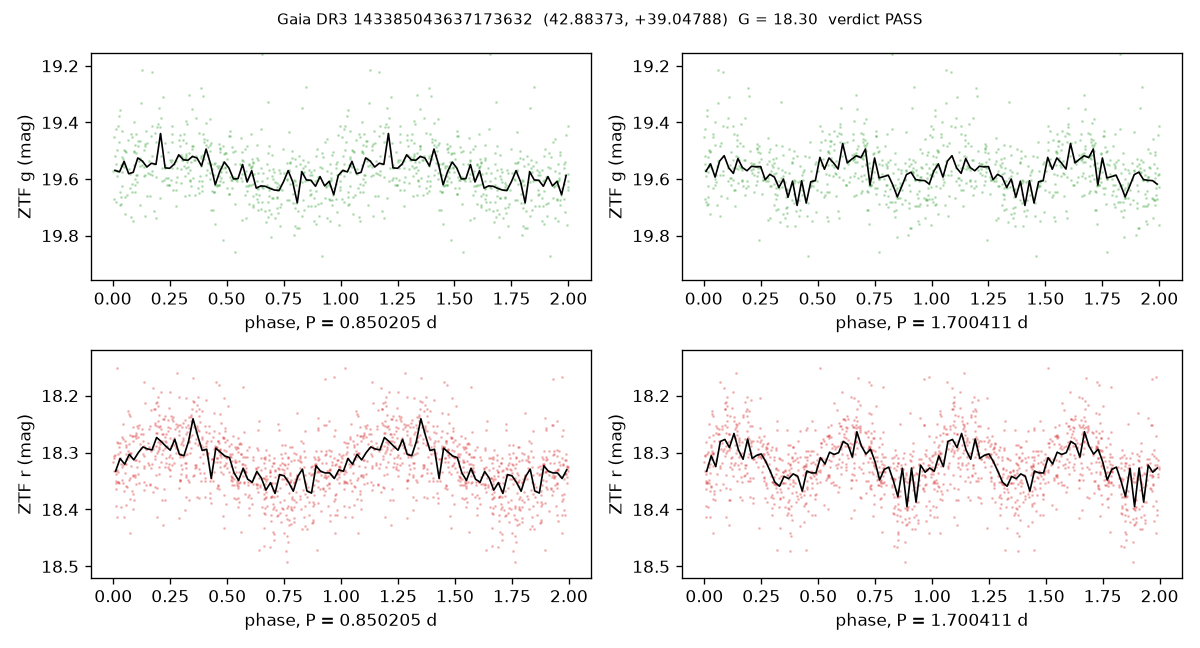 Gaia DR3 143385043637173632  (42.88373, +39.04788)  G = 18.30  verdict PASS
ZTF g (mag)
19.2
19.4
19.6
19.8
0.00 0.25 0.50 0.75 1.00 1.25 1.50 1.75 2.00
phase, P = 0.850205 d
ZTF g (mag)
19.2
19.4
19.6
19.8
0.00 0.25 0.50 0.75 1.00 1.25 1.50 1.75 2.00
phase, P = 1.700411 d
ZTF r (mag)
18.2
18.3
18.4
18.5
0.00 0.25 0.50 0.75 1.00 1.25 1.50 1.75 2.00
phase, P = 0.850205 d
ZTF r (mag)
18.2
18.3
18.4
18.5
0.00 0.25 0.50 0.75 1.00 1.25 1.50 1.75 2.00
phase, P = 1.700411 d